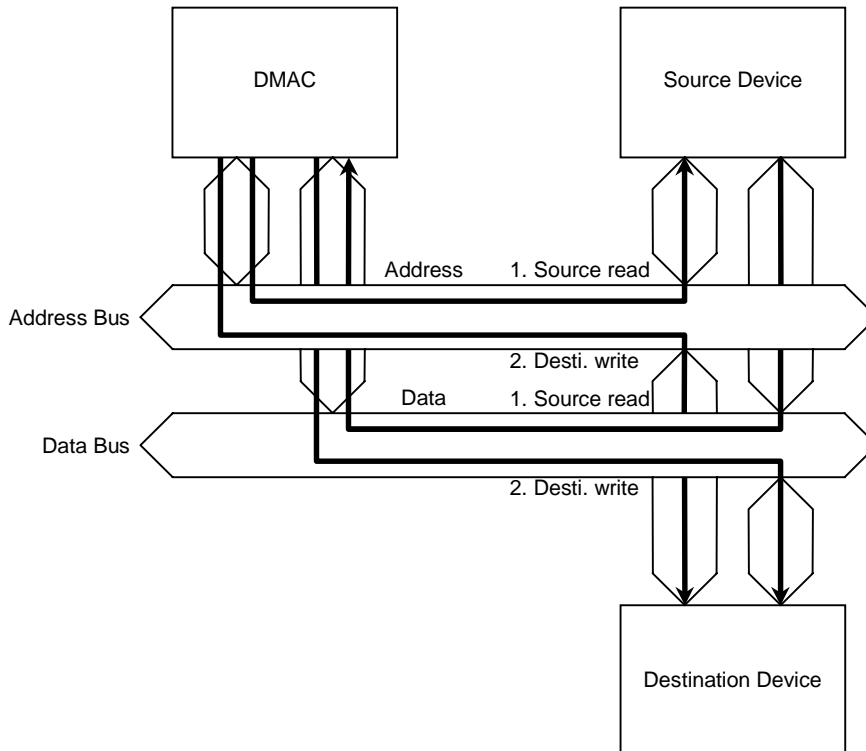 DMAC
Source Device
Address
1. Source read
Address Bus
2. Desti. write
Data
1. Source read
Data Bus
2. Desti. write
Destination Device